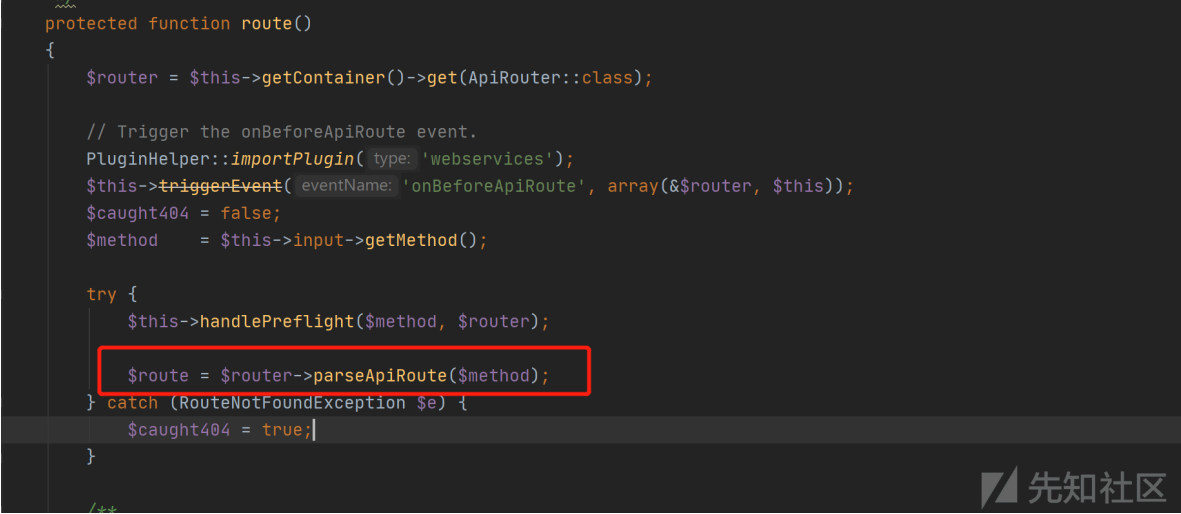 protected function route()
{
$router = $this->getContainer()->get(ApiRouter::class);
// Trigger the onBeforeApiRoute event.
PluginHelper::importPlugin( type: 'webservices');
$this->triggerEvent( eventName: 'onBeforeApiRoute', array(&$router, $this));
$caught404 = false;
$method = $this->input->getMethod();
try {
$this->handlePreflight($method, $router);
$route = $router->parseApiRoute($method);
} catch (RouteNotFoundException $e) {
$caught404 = true;
}
/**
先知社区